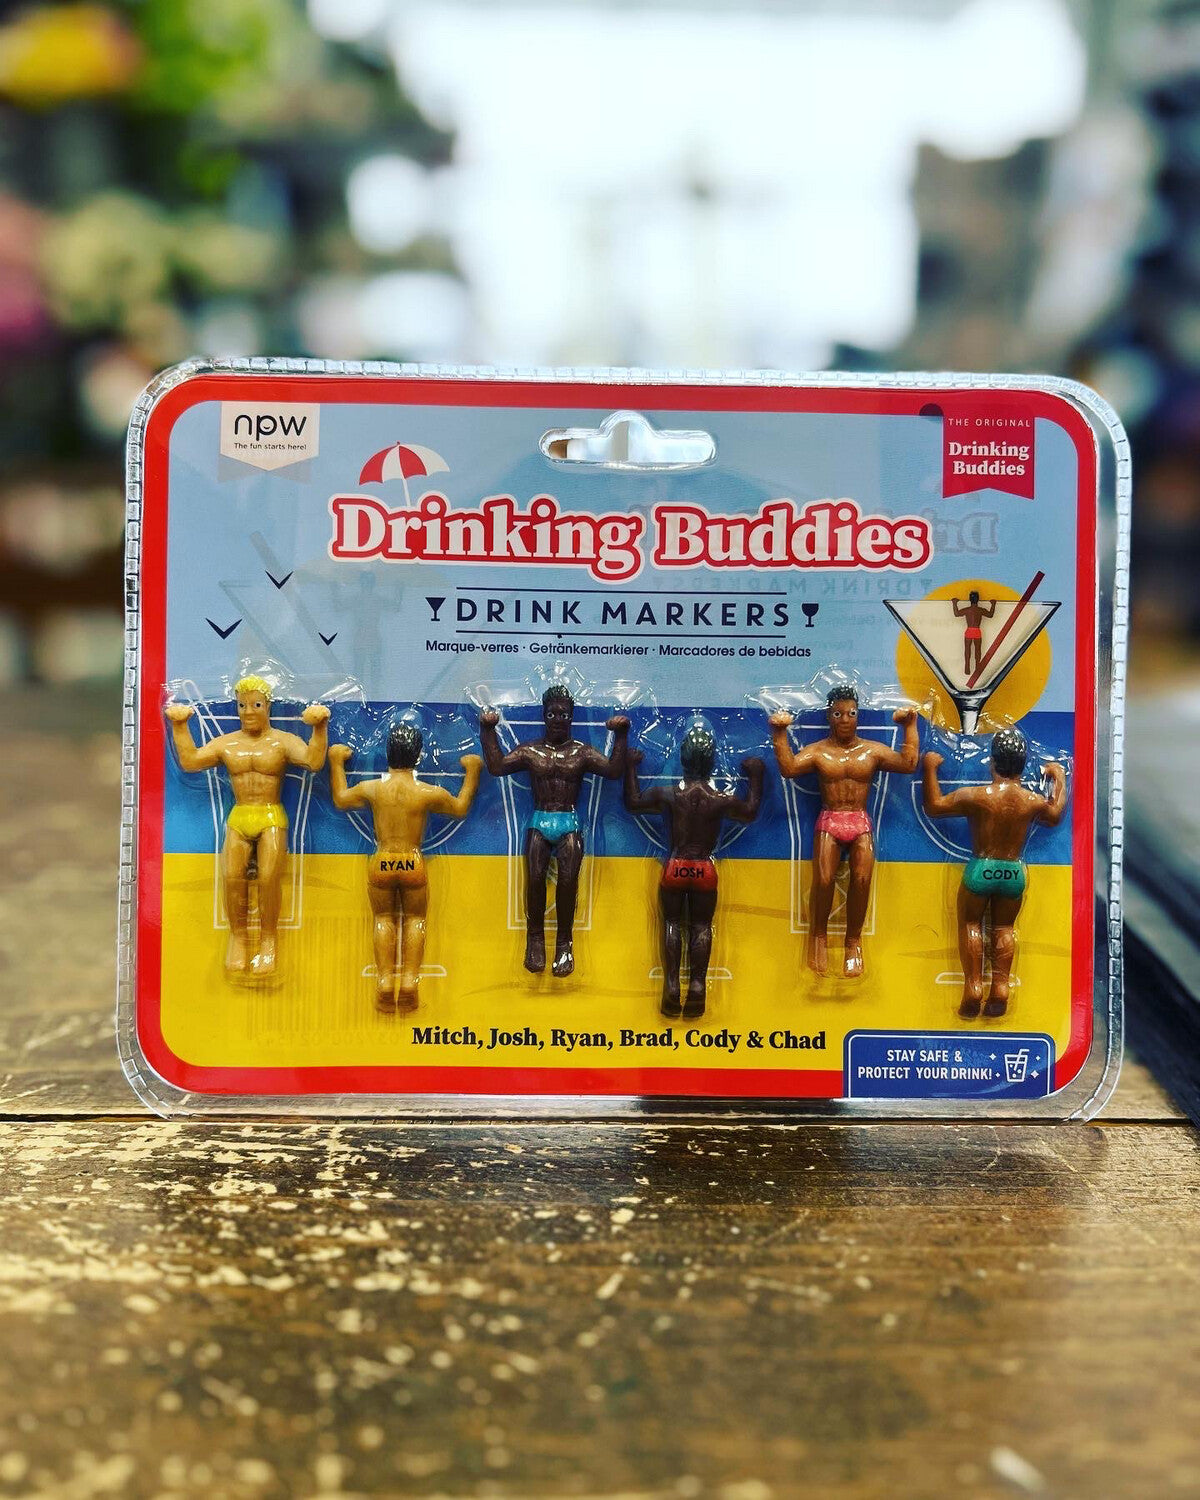 npw
The fun starts here!
THE ORIGINAL
Drinking
Buddies
Drinking Buddies
DRINK MARKERS
Marque-verres · Getränkemarkierer · Marcadores de bebidas
RYAN
JOSH
CODY
Mitch, Josh, Ryan, Brad, Cody & Chad
STAY SAFE &
PROTECT YOUR DRINK!